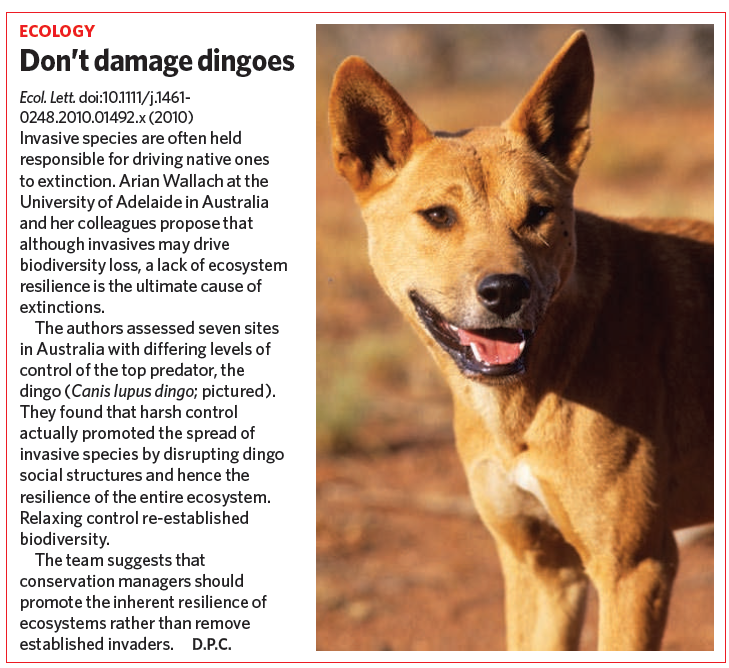 ECOLOGY
Don't damage dingoes
Ecol. Lett. doi:10.1111/j.1461-
0248.2010.01492.x (2010)
Invasive species are often held
responsible for driving native ones
to extinction. Arian Wallach at the
University of Adelaide in Australia
and her colleagues propose that
although invasives may drive
biodiversity loss, a lack of ecosystem
resilience is the ultimate cause of
extinctions.
The authors assessed seven sites
in Australia with differing levels of
control of the top predator, the
dingo (Canis lupus dingo; pictured).
They found that harsh control
actually promoted the spread of
invasive species by disrupting dingo
social structures and hence the
resilience of the entire ecosystem.
Relaxing control re-established
biodiversity.
The team suggests that
conservation managers should
promote the inherent resilience of
ecosystems rather than remove
established invaders. D.P.C.